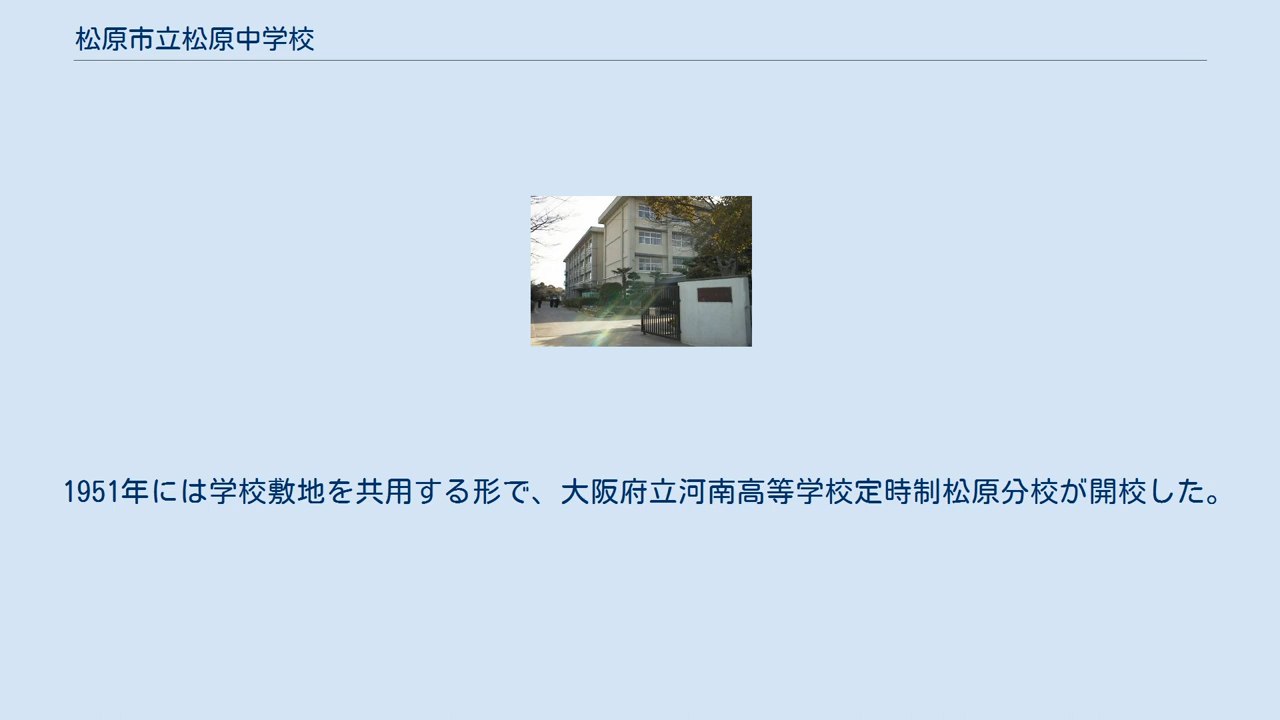 松原市立松原中学校
1951年には学校敷地を共用する形で、大阪府立河南高等学校定時制松原分校が開校した。